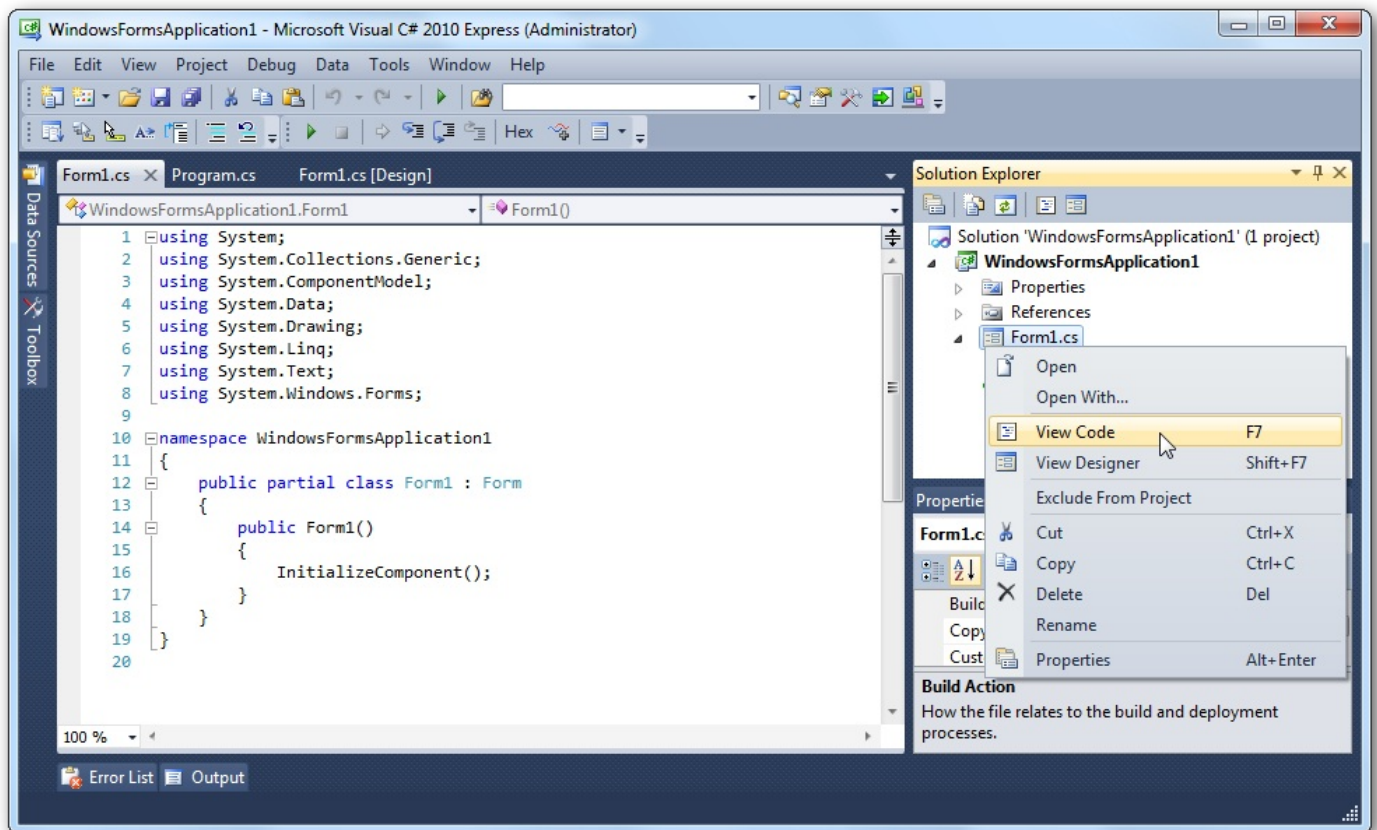 WindowsFormsApplication1 - Microsoft Visual C# 2010 Express (Administrator)
File Edit View Project Debug Data Tools Window Help
Hex
Data Sources
Toolbox
Form1.cs Program.cs Form1.cs [Design]
WindowsFormsApplication1.Form1 Form1()
1 using System;
2 using System.Collections.Generic;
3 using System.ComponentModel;
4 using System.Data;
5 using System.Drawing;
6 using System.Linq;
7 using System.Text;
8 using System.Windows.Forms;
9
10 namespace WindowsFormsApplication1
11 {
12 public partial class Form1 : Form
13 {
14 public Form1()
15 {
16 InitializeComponent();
17 }
18 }
19 }
20
100 %
Error List Output
Solution Explorer
Solution 'WindowsFormsApplication1' (1 project)
WindowsFormsApplication1
Properties
References
Form1.cs
Open
Open With...
View Code F7
View Designer Shift+F7
Exclude From Project
Cut Ctrl+X
Copy Ctrl+C
Delete Del
Rename
Properties Alt+Enter
Propertie
Form1.c
Build
Copy
Cust
Build Action
How the file relates to the build and deployment
processes.